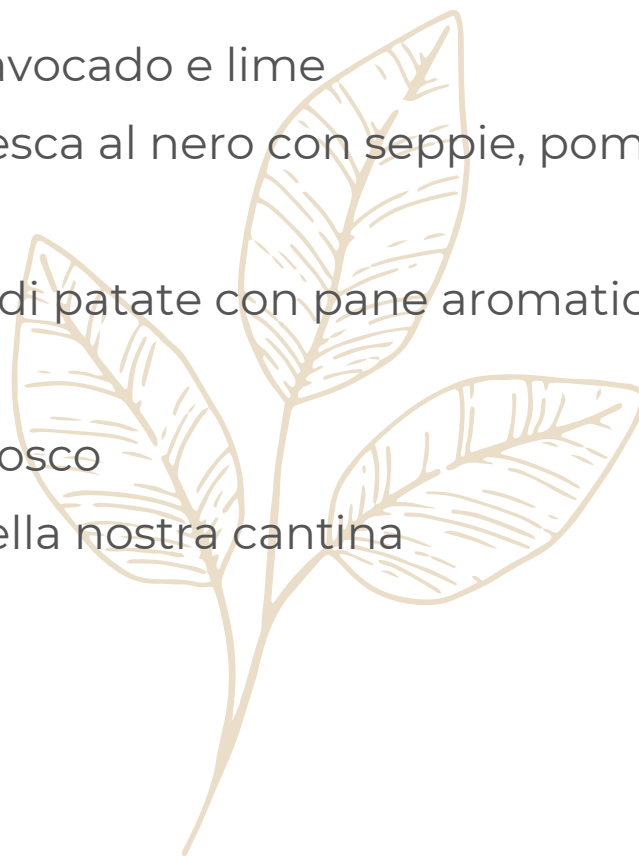 avocado e lime
esca al nero con seppie, pom
di patate con pane aromatic
osco
ella nostra cantina